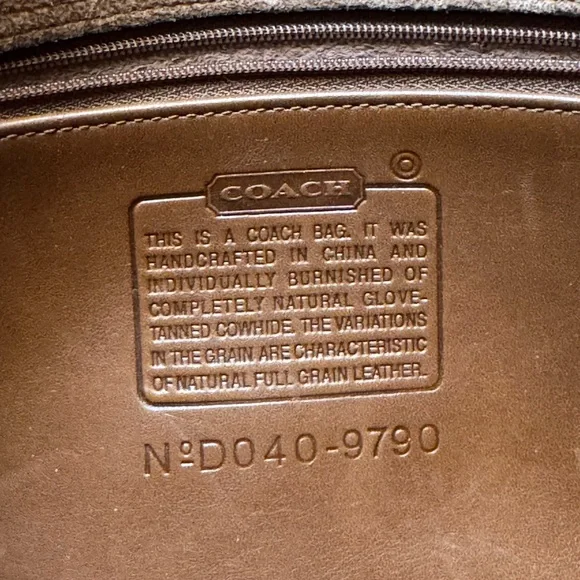 COACH ®
THIS IS A COACH BAG. IT WAS
HANDCRAFTED IN CHINA AND
INDIVIDUALLY BURNISHED OF
COMPLETELY NATURAL GLOVE-
TANNED COWHIDE. THE VARIATIONS
IN THE GRAIN ARE CHARACTERISTIC
OF NATURAL FULL GRAIN LEATHER.
NºD040-9790